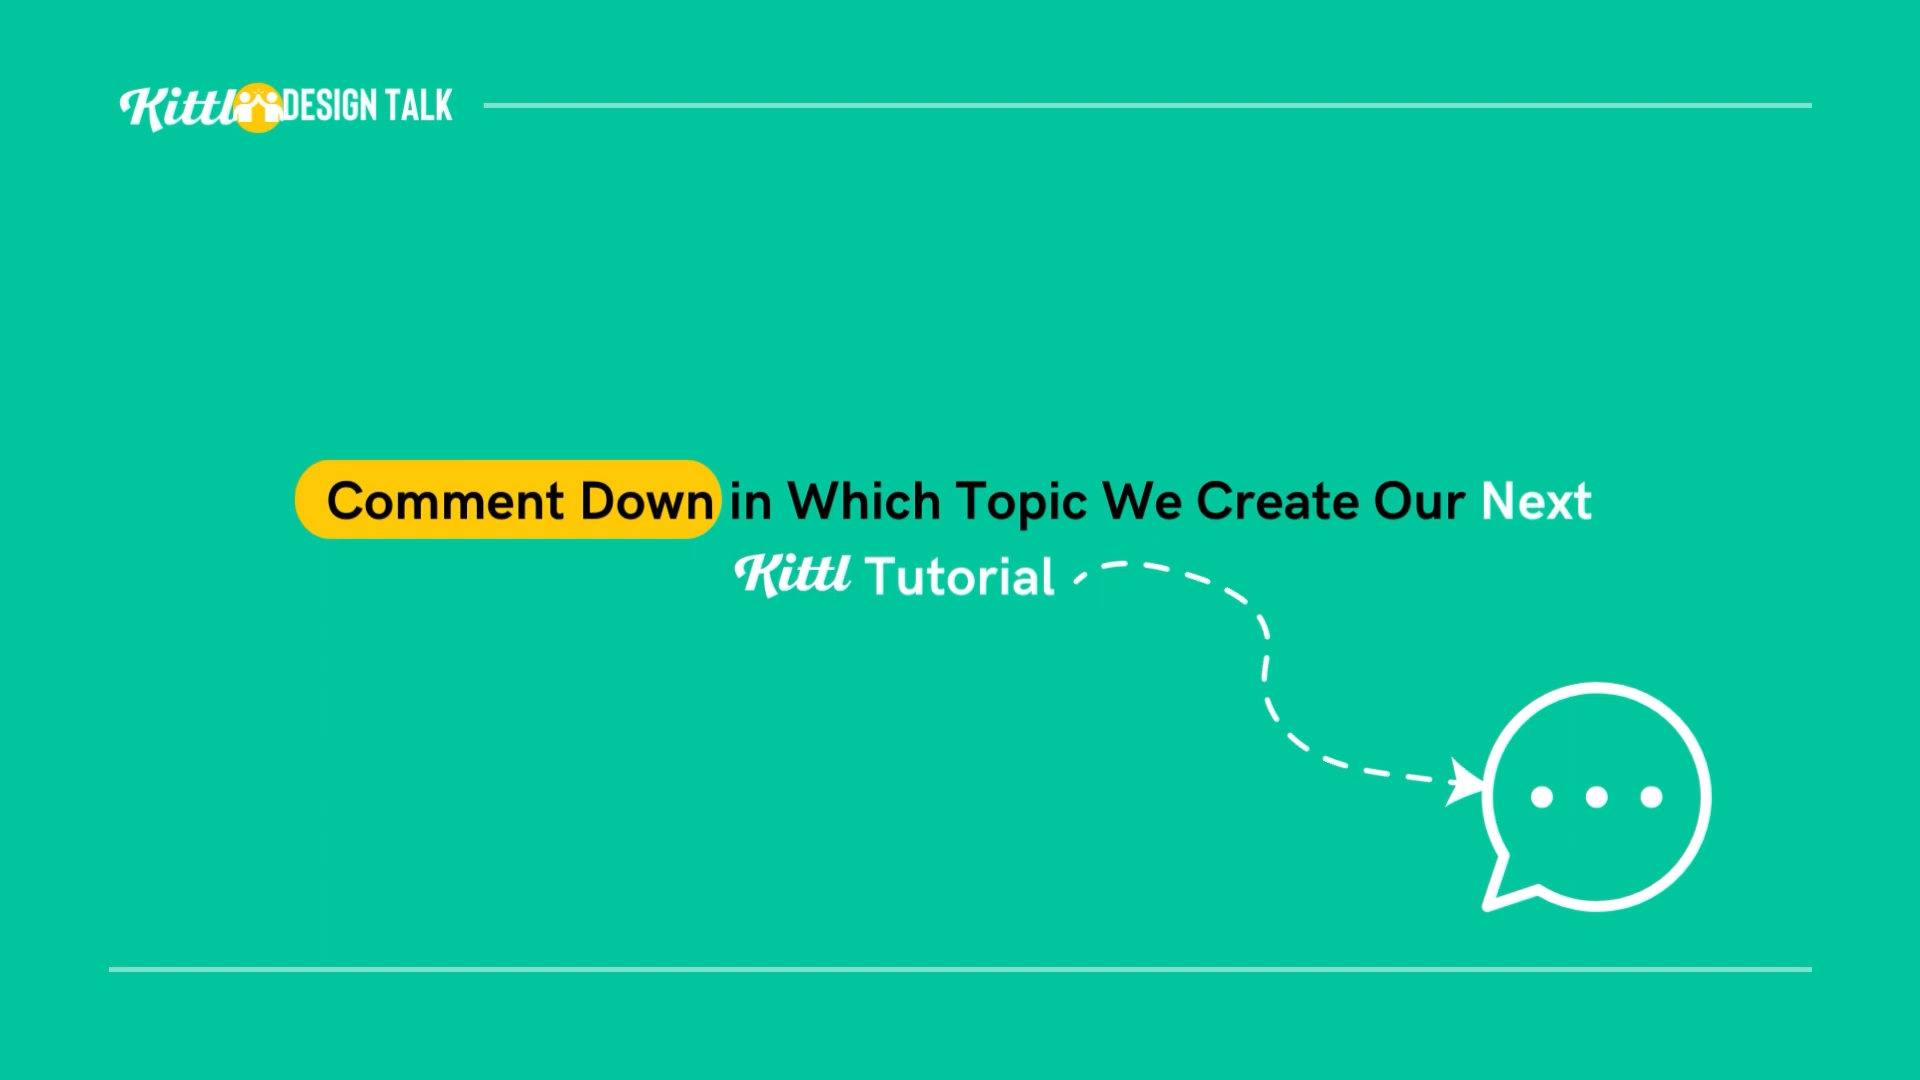 Kittl DESIGN TALK
Comment Down in Which Topic We Create Our Next
Kittl Tutorial